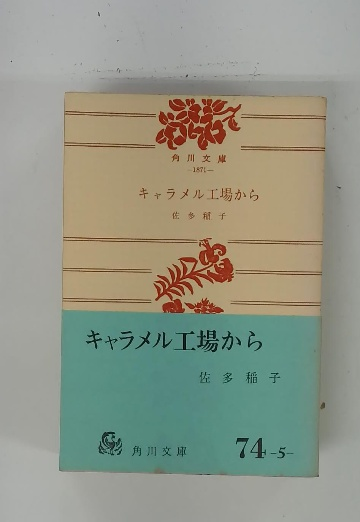 角川文庫
—1871—
キャラメル工場から
佐多稲子
キャラメル工場から
佐多稲子
角川文庫
74-5-